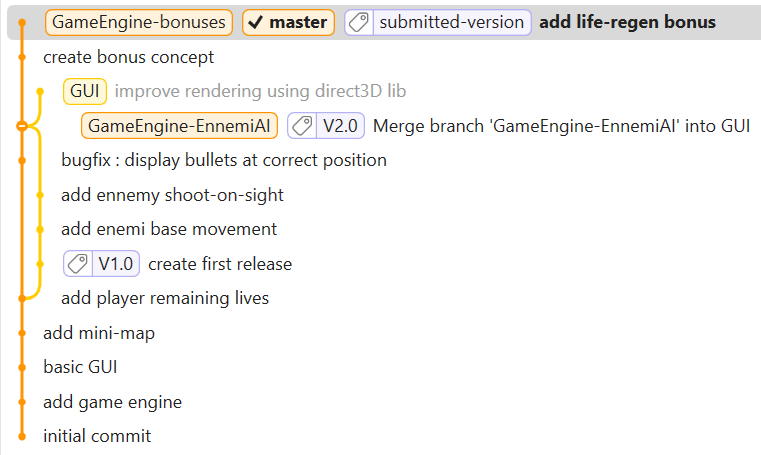 GameEngine-bonuses master submitted-version add life-regen bonus
create bonus concept
GUI improve rendering using direct3D lib
GameEngine-EnnemiAI V2.0 Merge branch 'GameEngine-EnnemiAI' into GUI
bugfix : display bullets at correct position
add ennemy shoot-on-sight
add enemi base movement
V1.0 create first release
add player remaining lives
add mini-map
basic GUI
add game engine
initial commit